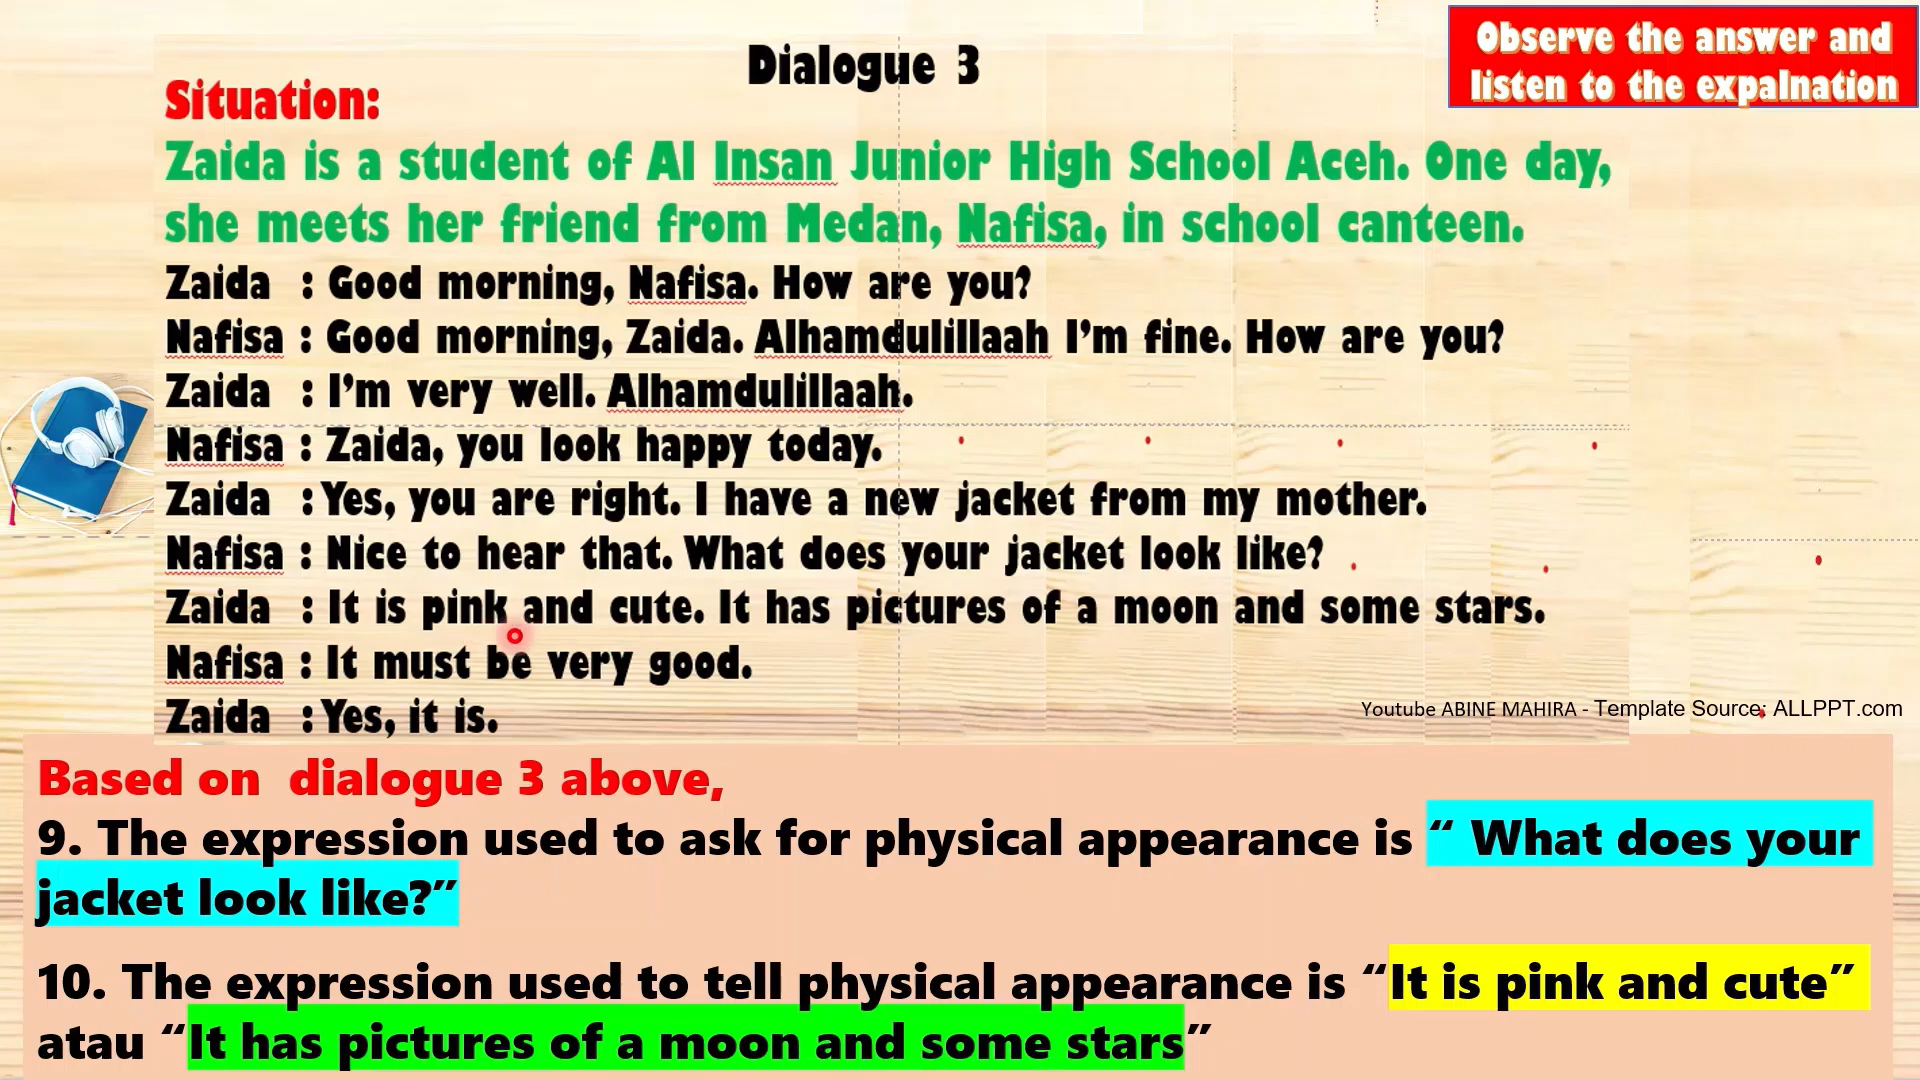 Dialogue 3
Observe the answer and
listen to the expalnation
Situation:
Zaida is a student of Al Insan Junior High School Aceh. One day,
she meets her friend from Medan, Nafisa, in school canteen.
Zaida : Good morning, Nafisa. How are you?
Nafisa : Good morning, Zaida. Alhamdulillaah I'm fine. How are you?
Zaida : I'm very well. Alhamdulillaah.
Nafisa : Zaida, you look happy today.
Zaida : Yes, you are right. I have a new jacket from my mother.
Nafisa : Nice to hear that. What does your jacket look like?
Zaida : It is pink and cute. It has pictures of a moon and some stars.
Nafisa : It must be very good.
Zaida : Yes, it is.
Youtube ABINE MAHIRA - Template Source: ALLPPT.com
Based on dialogue 3 above,
9. The expression used to ask for physical appearance is “ What does your
jacket look like?”
10. The expression used to tell physical appearance is “It is pink and cute”
atau “It has pictures of a moon and some stars”